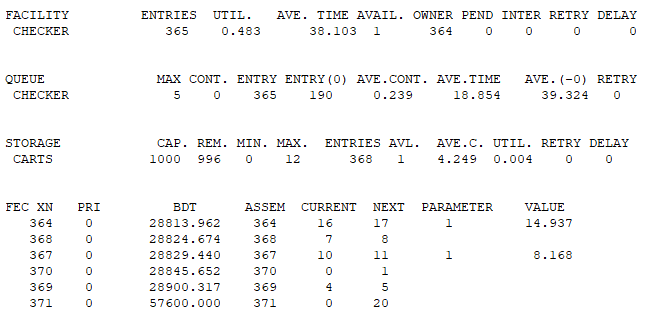 FACILITY ENTRIES UTIL. AVE. TIME AVAIL. OWNER PEND INTER RETRY DELAY
CHECKER 365 0.483 38.103 1 364 0 0 0 0
QUEUE MAX CONT. ENTRY ENTRY(0) AVE.CONT. AVE.TIME AVE.(-0) RETRY
CHECKER 5 0 365 190 0.239 18.854 39.324 0
STORAGE CAP. REM. MIN. MAX. ENTRIES AVL. AVE.C. UTIL. RETRY DELAY
CARTS 1000 996 0 12 368 1 4.249 0.004 0 0
FEC XN PRI BDT ASSEM CURRENT NEXT PARAMETER VALUE
364 0 28813.962 364 16 17 1 14.937
368 0 28824.674 368 7 8
367 0 28829.440 367 10 11 1 8.168
370 0 28845.652 370 0 1
369 0 28900.317 369 4 5
371 0 57600.000 371 0 20